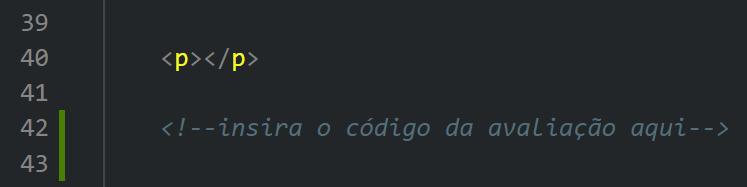 39
40 <p></p>
41
42 <!--insira o código da avaliação aqui-->
43